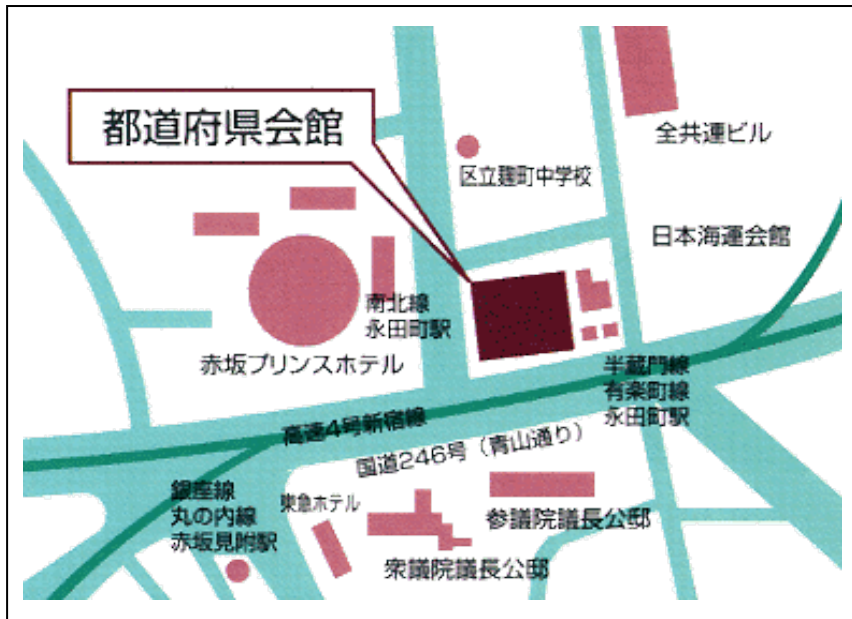 都道府県会館
全共連ビル
区立麹町中学校
日本海運会館
南北線
永田町駅
赤坂プリンスホテル
半蔵門線
有楽町線
永田町駅
高速4号新宿線
国道246号（青山通り）
銀座線
丸の内線
赤坂見附駅
東急ホテル
参議院議長公邸
衆議院議長公邸